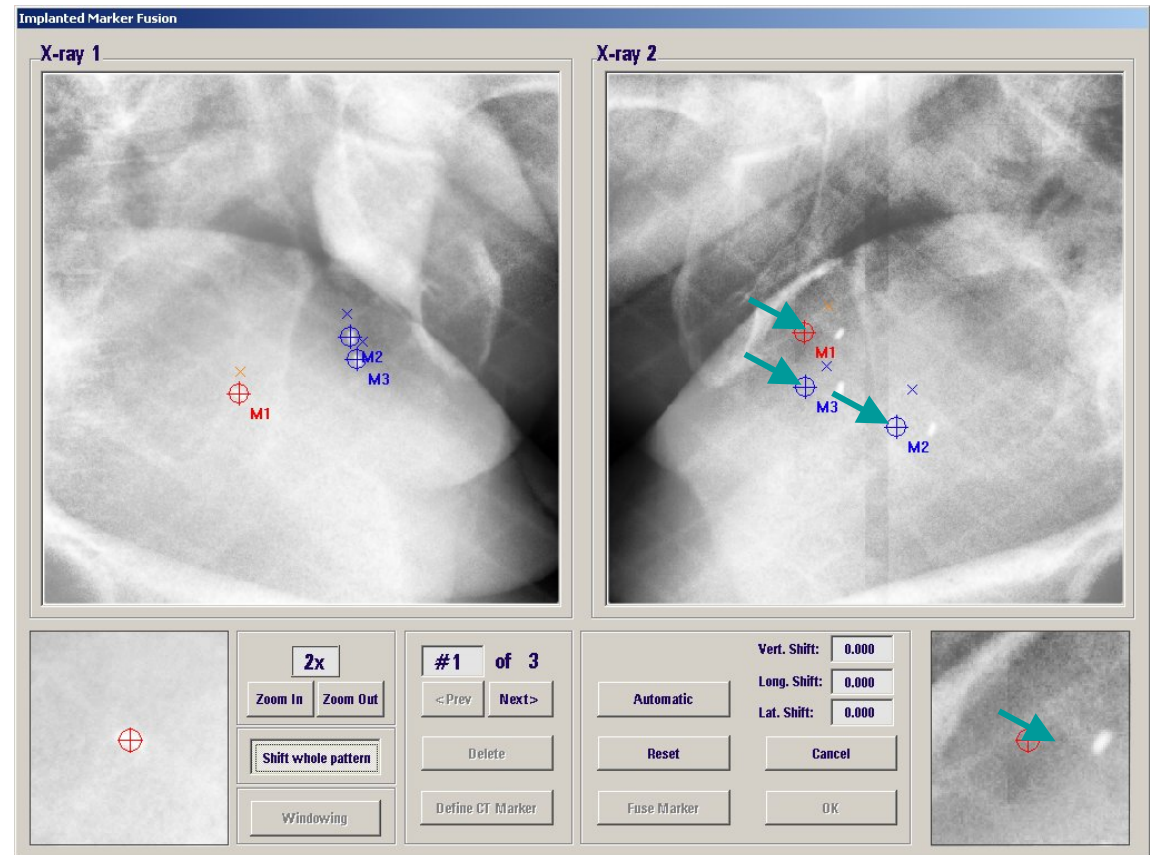 Implanted Marker Fusion
X-ray 1
X-ray 2
M2
M3
M1
M1
M3
M2
2x
Zoom In
Zoom Out
Shift whole pattern
Windowing
#1 of 3
<Prev
Next>
Delete
Define CT Marker
Automatic
Reset
Fuse Marker
Vert. Shift: 0.000
Long. Shift: 0.000
Lat. Shift: 0.000
Cancel
OK